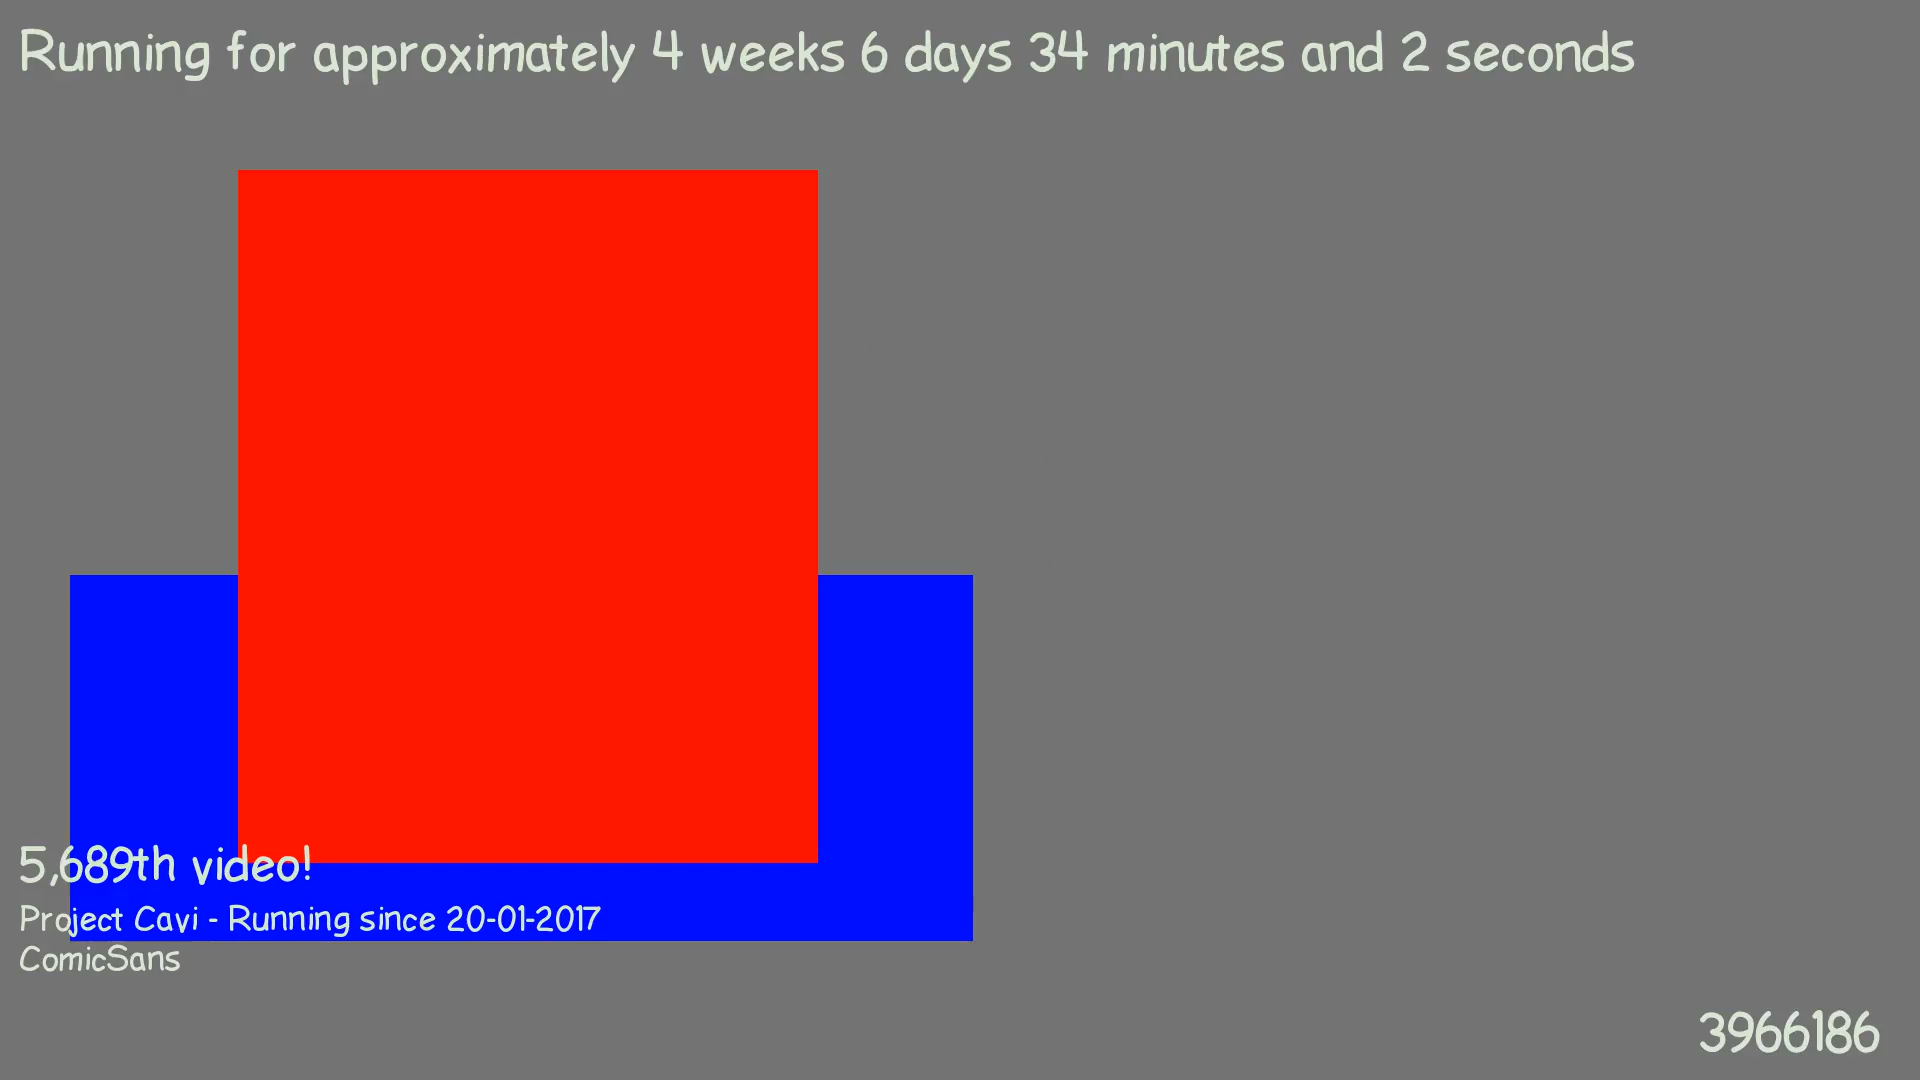 Running for approximately 4 weeks 6 days 34 minutes and 2 seconds
5,689th video!
Project Cavi - Running since 20-01-2017
ComicSans
3966186